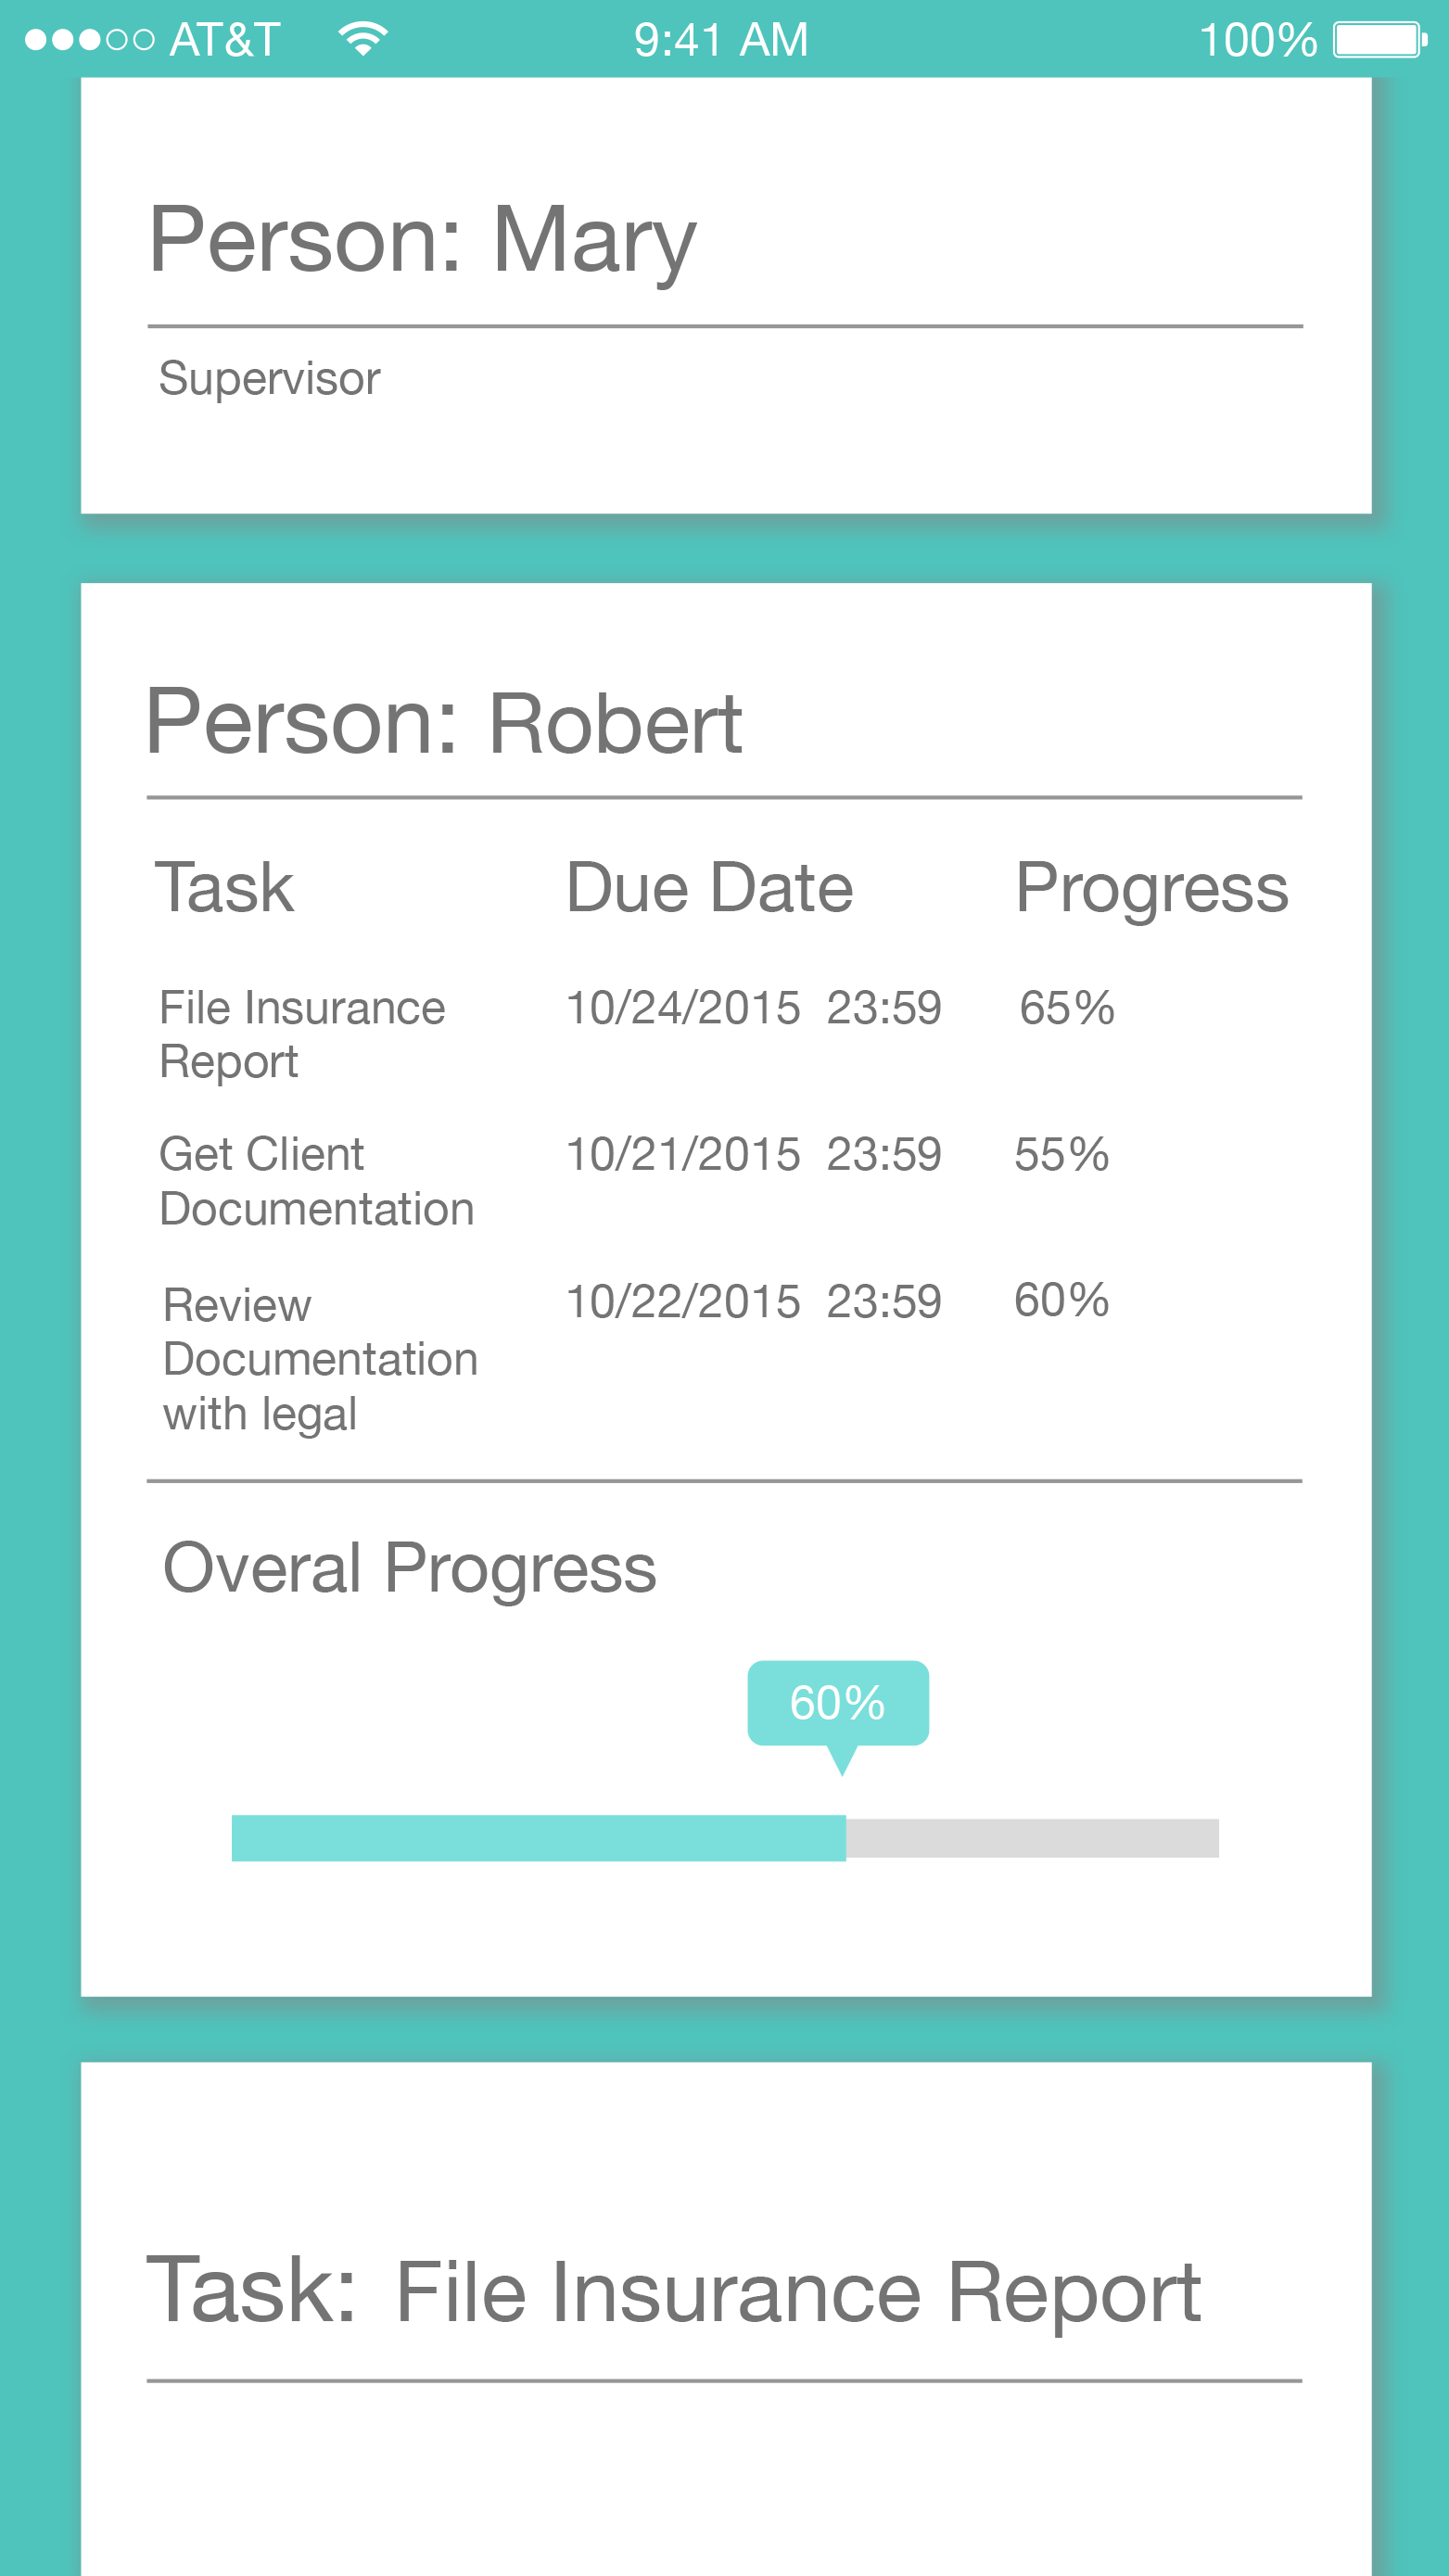 AT&T 9:41 AM 100%
Person: Mary
Supervisor
Person: Robert
Task Due Date Progress
File Insurance 10/24/2015 23:59 65%
Report
Get Client 10/21/2015 23:59 55%
Documentation
Review 10/22/2015 23:59 60%
Documentation
with legal
Overal Progress
60%
Task: File Insurance Report